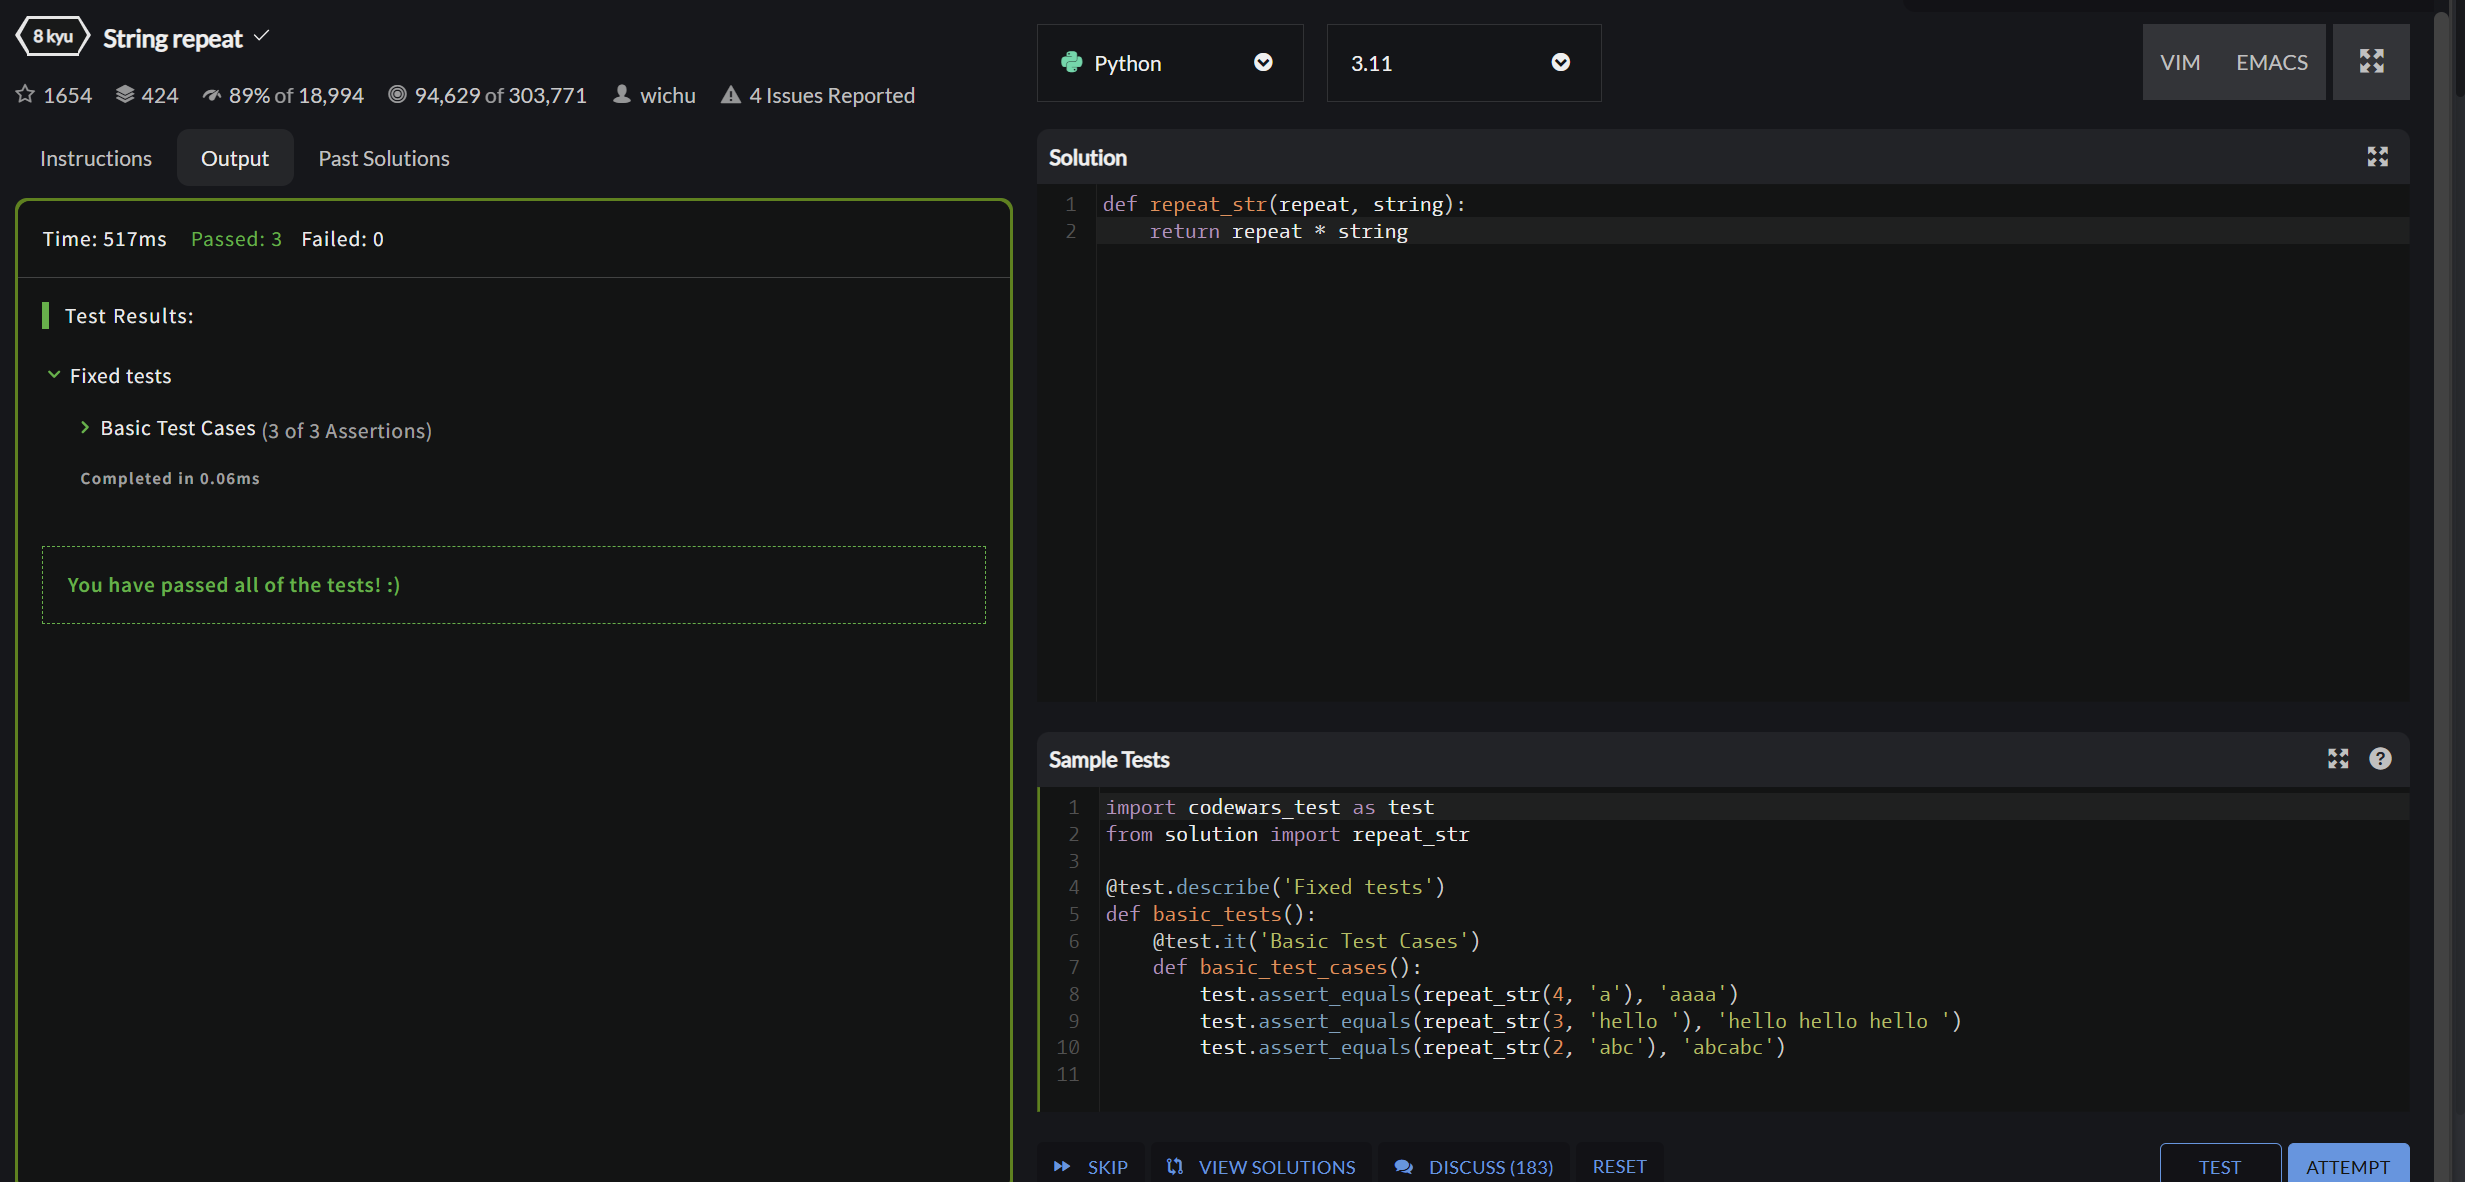 8 kyu String repeat
1654 424 89% of 18,994 94,629 of 303,771 wichu 4 Issues Reported
Instructions Output Past Solutions
Time: 517ms Passed: 3 Failed: 0
Test Results:
Fixed tests
Basic Test Cases (3 of 3 Assertions)
Completed in 0.06ms
You have passed all of the tests! :)
Python 3.11 VIM EMACS
Solution
1 def repeat_str(repeat, string):
2     return repeat * string
Sample Tests ?
1 import codewars_test as test
2 from solution import repeat_str
3
4 @test.describe('Fixed tests')
5 def basic_tests():
6     @test.it('Basic Test Cases')
7     def basic_test_cases():
8         test.assert_equals(repeat_str(4, 'a'), 'aaaa')
9         test.assert_equals(repeat_str(3, 'hello '), 'hello hello hello ')
10         test.assert_equals(repeat_str(2, 'abc'), 'abcabc')
11
SKIP VIEW SOLUTIONS DISCUSS (183) RESET TEST ATTEMPT